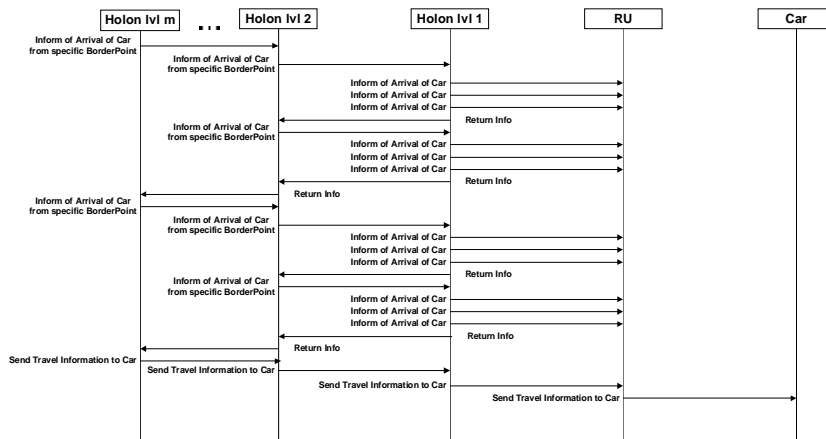 Holon lvl m
...
Holon lvl 2
Holon lvl 1
RU
Car
Inform of Arrival of Car
from specific BorderPoint
Inform of Arrival of Car
from specific BorderPoint
Inform of Arrival of Car
Inform of Arrival of Car
Inform of Arrival of Car
Return Info
Inform of Arrival of Car
from specific BorderPoint
Inform of Arrival of Car
Inform of Arrival of Car
Inform of Arrival of Car
Return Info
Return Info
Inform of Arrival of Car
from specific BorderPoint
Inform of Arrival of Car
from specific BorderPoint
Inform of Arrival of Car
Inform of Arrival of Car
Inform of Arrival of Car
Return Info
Inform of Arrival of Car
from specific BorderPoint
Inform of Arrival of Car
Inform of Arrival of Car
Inform of Arrival of Car
Return Info
Return Info
Send Travel Information to Car
Send Travel Information to Car
Send Travel Information to Car
Send Travel Information to Car